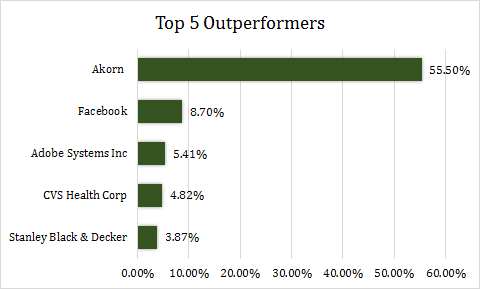 Top 5 Outperformers
Akorn 55.50%
Facebook 8.70%
Adobe Systems Inc 5.41%
CVS Health Corp 4.82%
Stanley Black & Decker 3.87%
0.00% 10.00% 20.00% 30.00% 40.00% 50.00% 60.00%